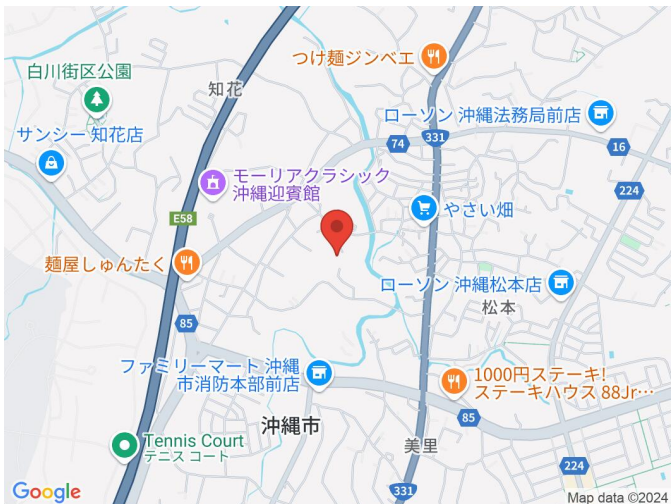 つけ麺ジンベエ
白川街区公園
知花
ローソン 沖縄法務局前店
サンシー 知花店
74
331
16
モーリアクラシック
沖縄迎賓館
224
E58
やさい畑
麺屋しゅんたく
ローソン 沖縄松本店
松本
85
ファミリーマート 沖縄
市消防本部前店
1000円ステーキ!
ステーキハウス 88Jr…
85
沖縄市
Tennis Court
テニス コート
美里
224
331
Google
Map data ©2024